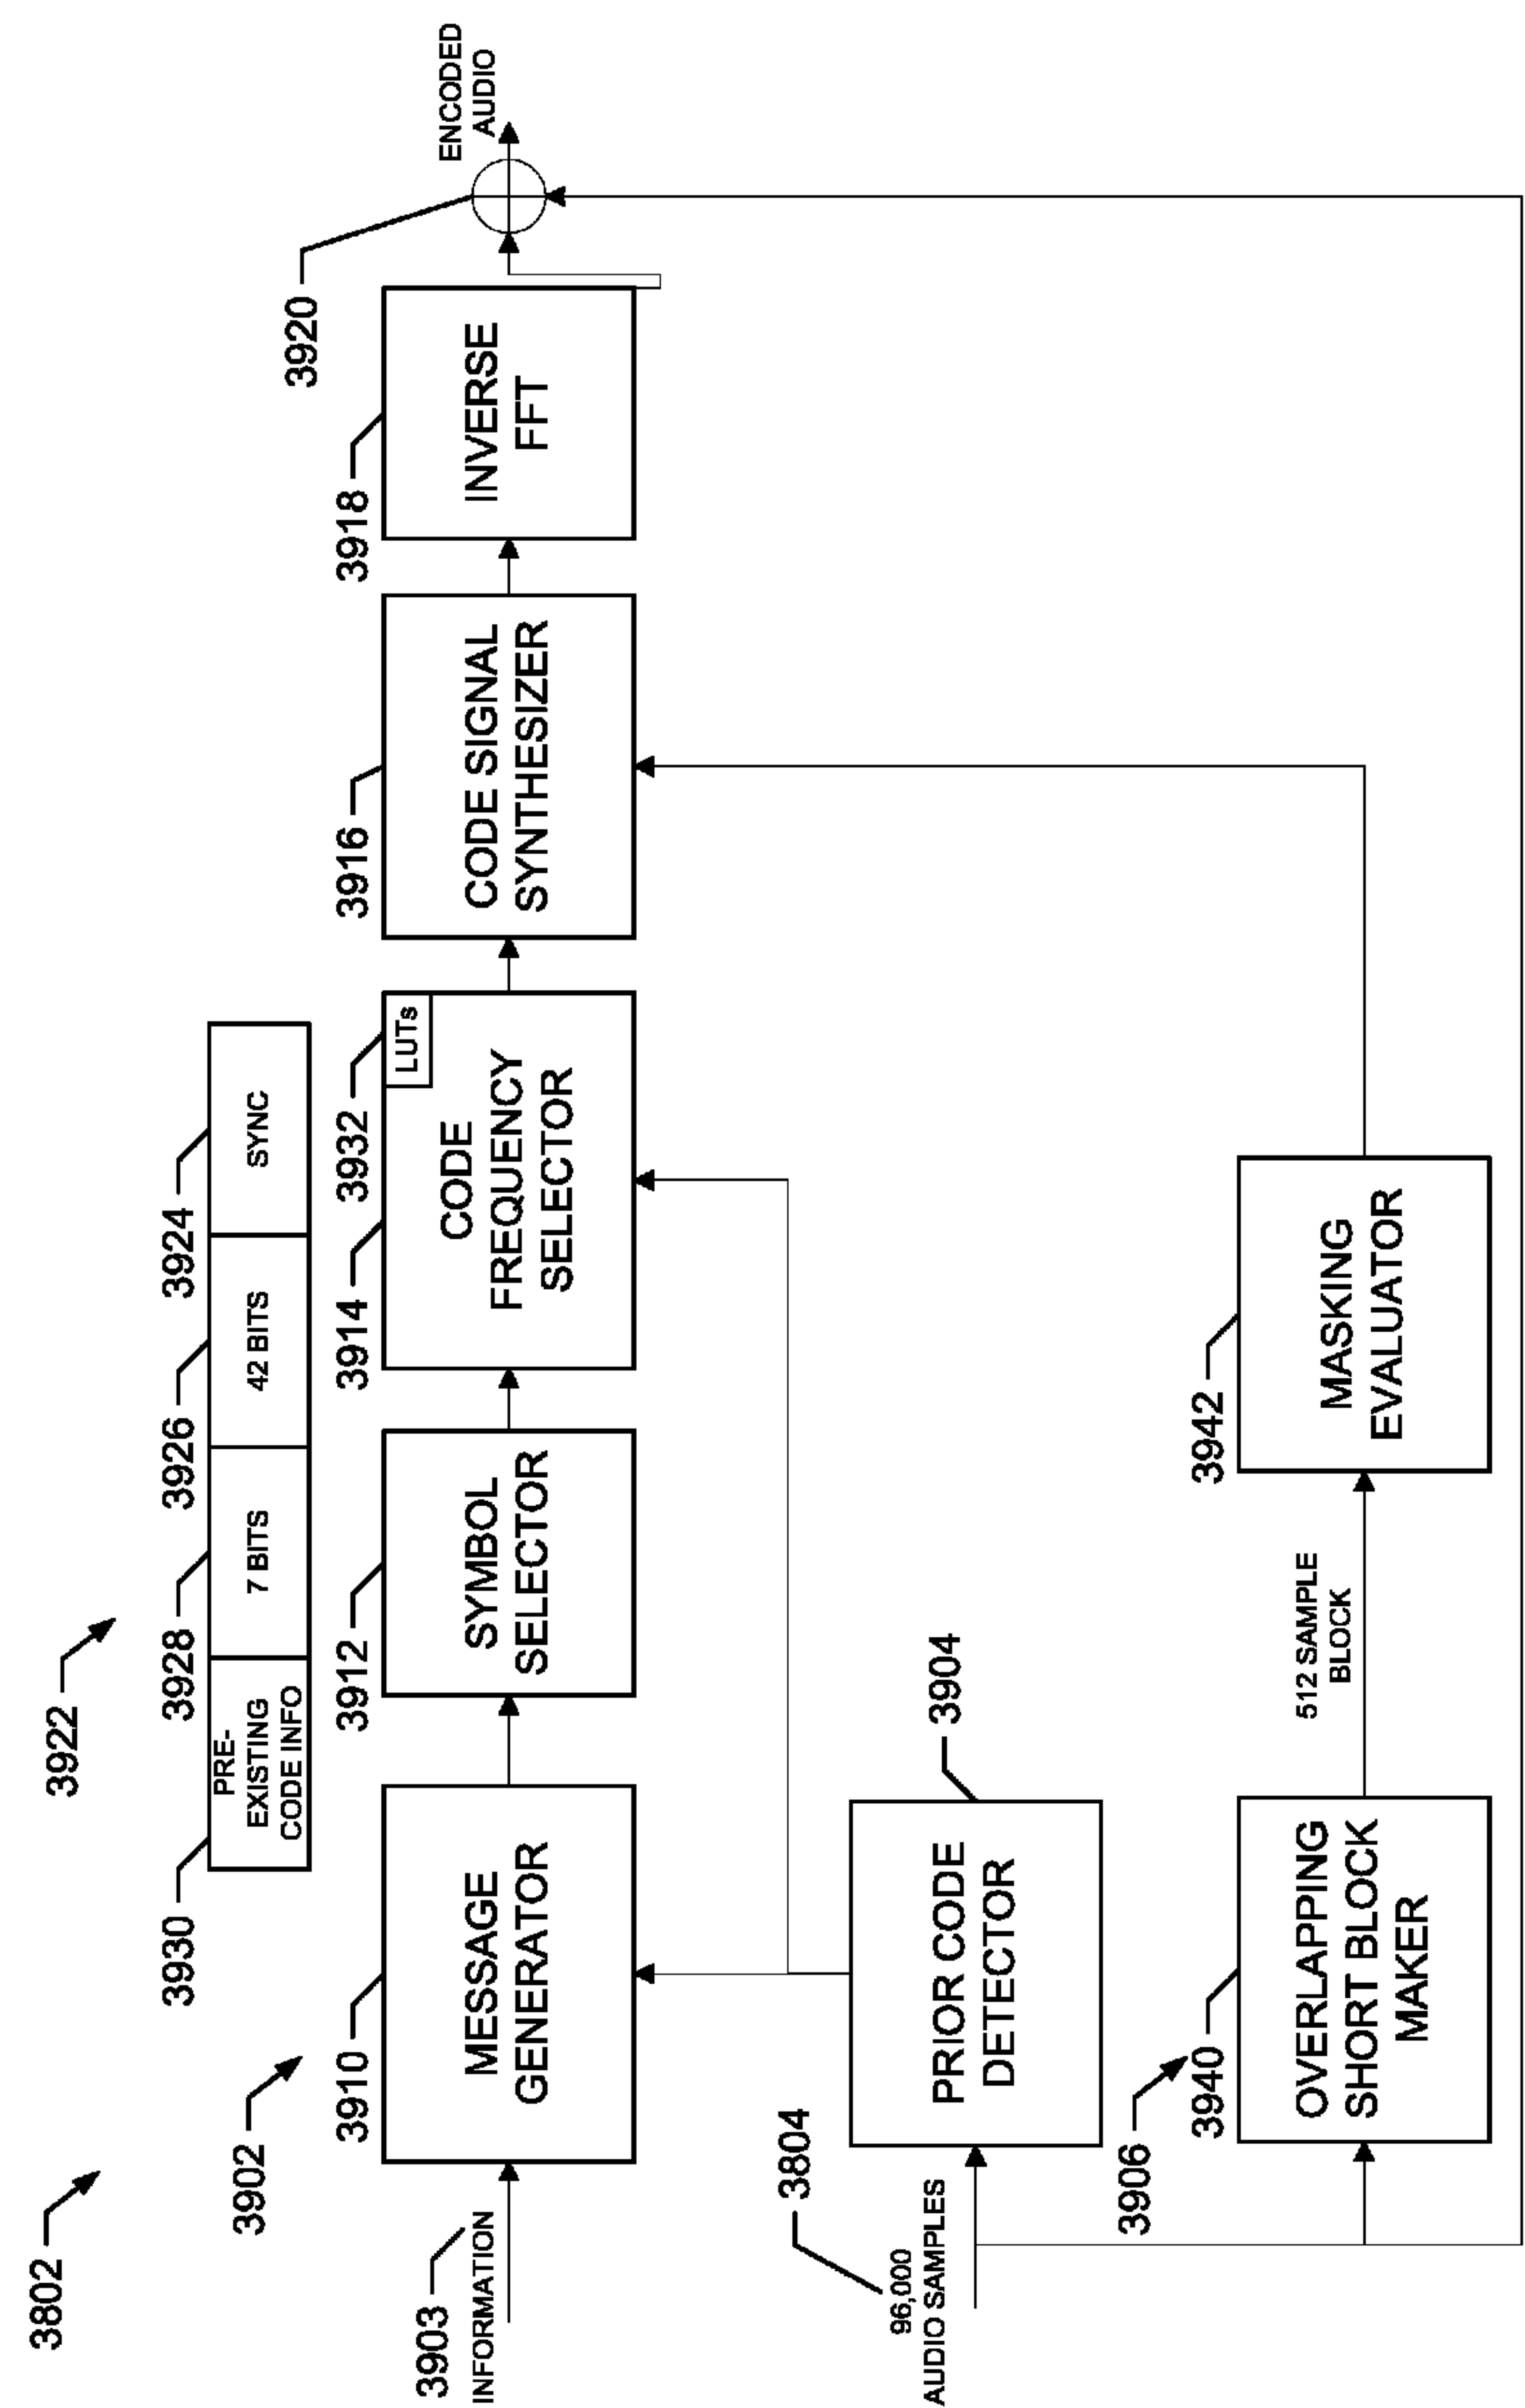 3802
3922
3930
3928
3926
3924
PRE-
EXISTING
CODE INFO
7 BITS
42 BITS
SYNC
3902
3903
INFORMATION
3910
MESSAGE
GENERATOR
3912
SYMBOL
SELECTOR
3914
CODE
FREQUENCY
SELECTOR
3932
LUTs
3916
CODE SIGNAL
SYNTHESIZER
3918
INVERSE
FFT
3920
ENCODED
AUDIO
3804
96,000
AUDIO SAMPLES
PRIOR CODE
DETECTOR
3904
3906
3940
OVERLAPPING
SHORT BLOCK
MAKER
512 SAMPLE
BLOCK
3942
MASKING
EVALUATOR